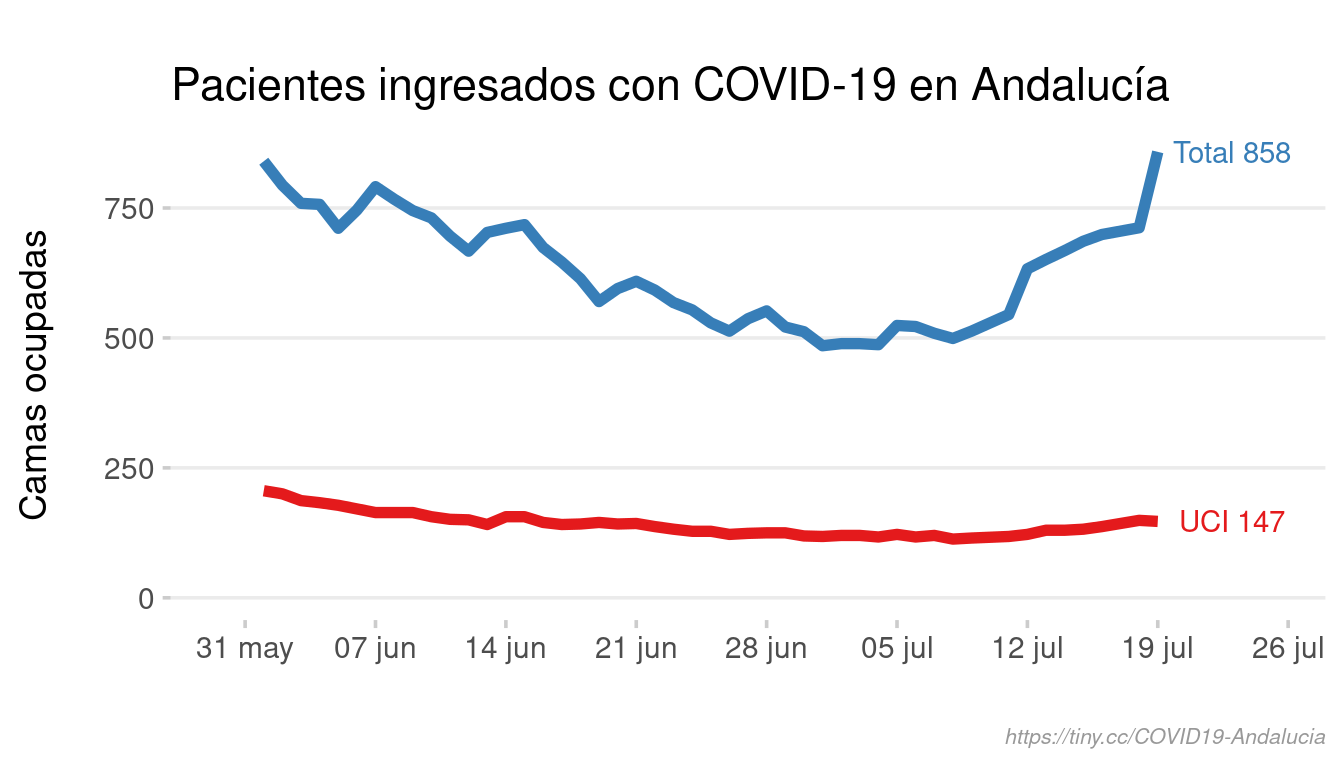 Pacientes ingresados con COVID-19 en Andalucía
Total 858
750
500
250
0
Camas ocupadas
UCI 147
31 may 07 jun 14 jun 21 jun 28 jun 05 jul 12 jul 19 jul 26 jul
https://tiny.cc/COVID19-Andalucia